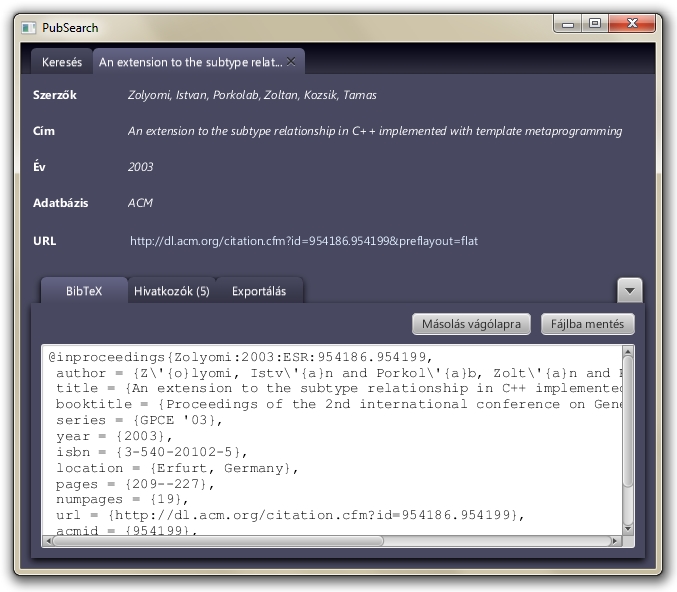 PubSearch
Keresés An extension to the subtype relat...
Szerzők Zolyomi, Istvan, Porkolab, Zoltan, Kozsik, Tamas
Cím An extension to the subtype relationship in C++ implemented with template metaprogramming
Év 2003
Adatbázis ACM
URL http://dl.acm.org/citation.cfm?id=954186.954199&preflayout=flat
BibTeX Hivatkozók (5) Exportálás
Másolás vágólapra Fájlba mentés
@inproceedings{Zolyomi:2003:ESR:954186.954199,
author = {Z\'{o}lyomi, Istv\'{a}n and Porkol\'{a}b, Zolt\'{a}n and
title = {An extension to the subtype relationship in C++ implemented
booktitle = {Proceedings of the 2nd international conference on Gene
series = {GPCE '03},
year = {2003},
isbn = {3-540-20102-5},
location = {Erfurt, Germany},
pages = {209--227},
numpages = {19},
url = {http://dl.acm.org/citation.cfm?id=954186.954199},
acmid = {954199},